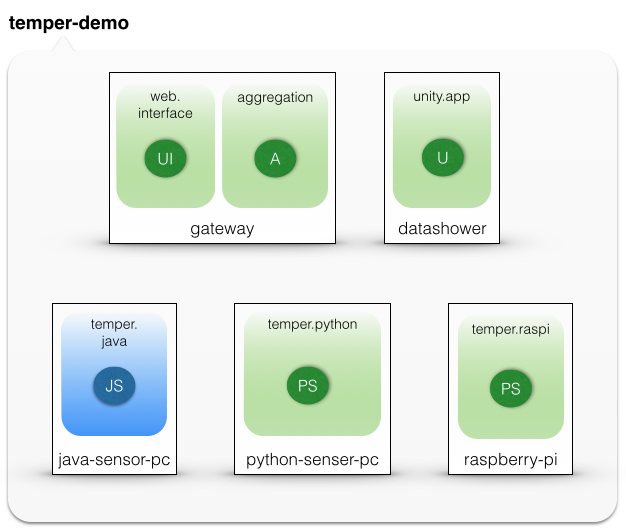 temper-demo
web.
interface
UI
aggregation
A
gateway
unity.app
U
datashower
temper.
java
JS
java-sensor-pc
temper.python
PS
python-senser-pc
temper.raspi
PS
raspberry-pi